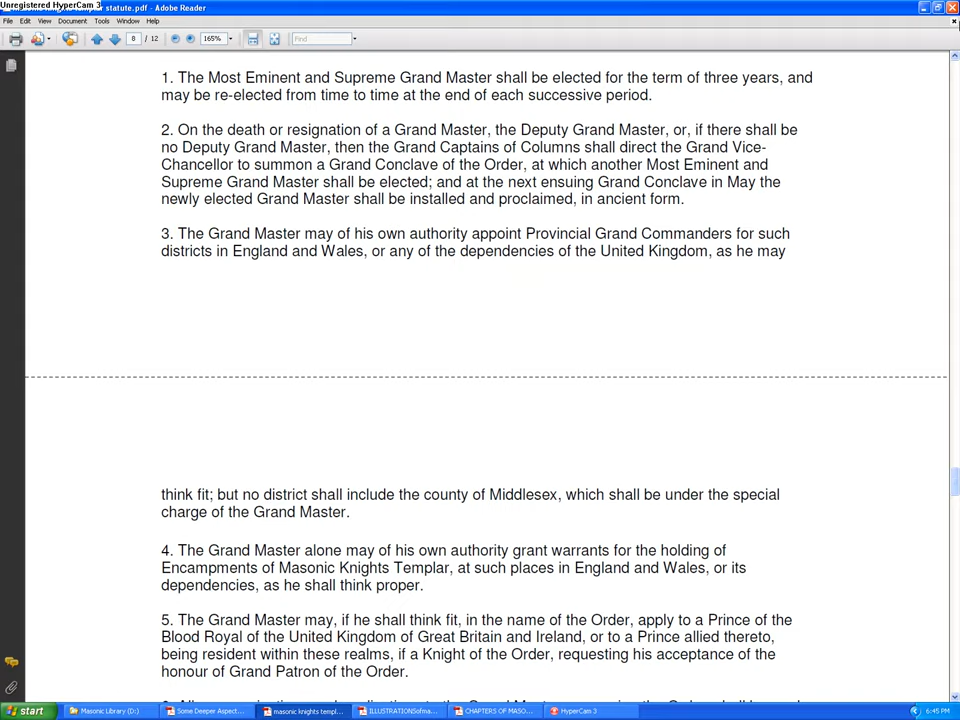 Unregistered HyperCam 3
statute.pdf - Adobe Reader
File Edit View Document Tools Window Help
8 / 12 165% Find
1. The Most Eminent and Supreme Grand Master shall be elected for the term of three years, and
may be re-elected from time to time at the end of each successive period.
2. On the death or resignation of a Grand Master, the Deputy Grand Master, or, if there shall be
no Deputy Grand Master, then the Grand Captains of Columns shall direct the Grand Vice-
Chancellor to summon a Grand Conclave of the Order, at which another Most Eminent and
Supreme Grand Master shall be elected; and at the next ensuing Grand Conclave in May the
newly elected Grand Master shall be installed and proclaimed, in ancient form.
3. The Grand Master may of his own authority appoint Provincial Grand Commanders for such
districts in England and Wales, or any of the dependencies of the United Kingdom, as he may
think fit; but no district shall include the county of Middlesex, which shall be under the special
charge of the Grand Master.
4. The Grand Master alone may of his own authority grant warrants for the holding of
Encampments of Masonic Knights Templar, at such places in England and Wales, or its
dependencies, as he shall think proper.
5. The Grand Master may, if he shall think fit, in the name of the Order, apply to a Prince of the
Blood Royal of the United Kingdom of Great Britain and Ireland, or to a Prince allied thereto,
being resident within these realms, if a Knight of the Order, requesting his acceptance of the
honour of Grand Patron of the Order.
start Masonic Library (D:) Some Deeper Aspect... masonic knights templ... ILLUSTRATIONSofma... CHAPTERS OF MASO... HyperCam 3 6:45 PM